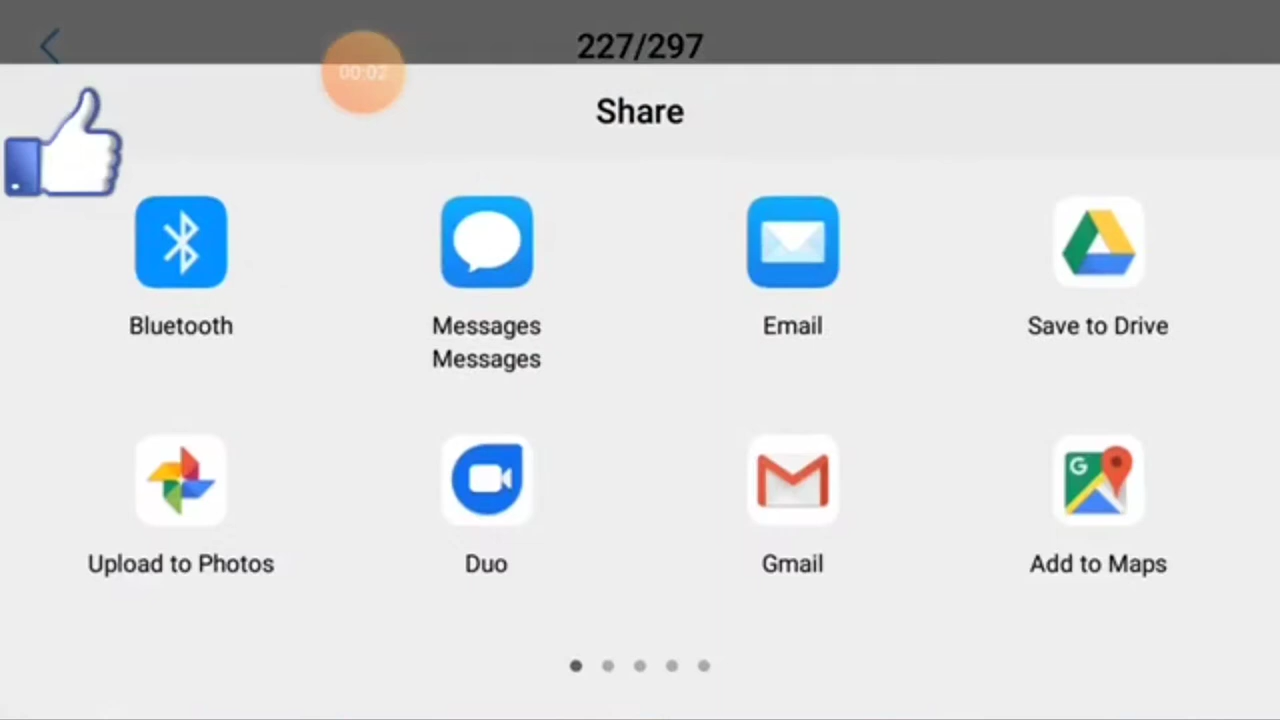 227/297
00:02
Share
Bluetooth
Messages
Messages
Email
Save to Drive
Upload to Photos
Duo
Gmail
G
Add to Maps